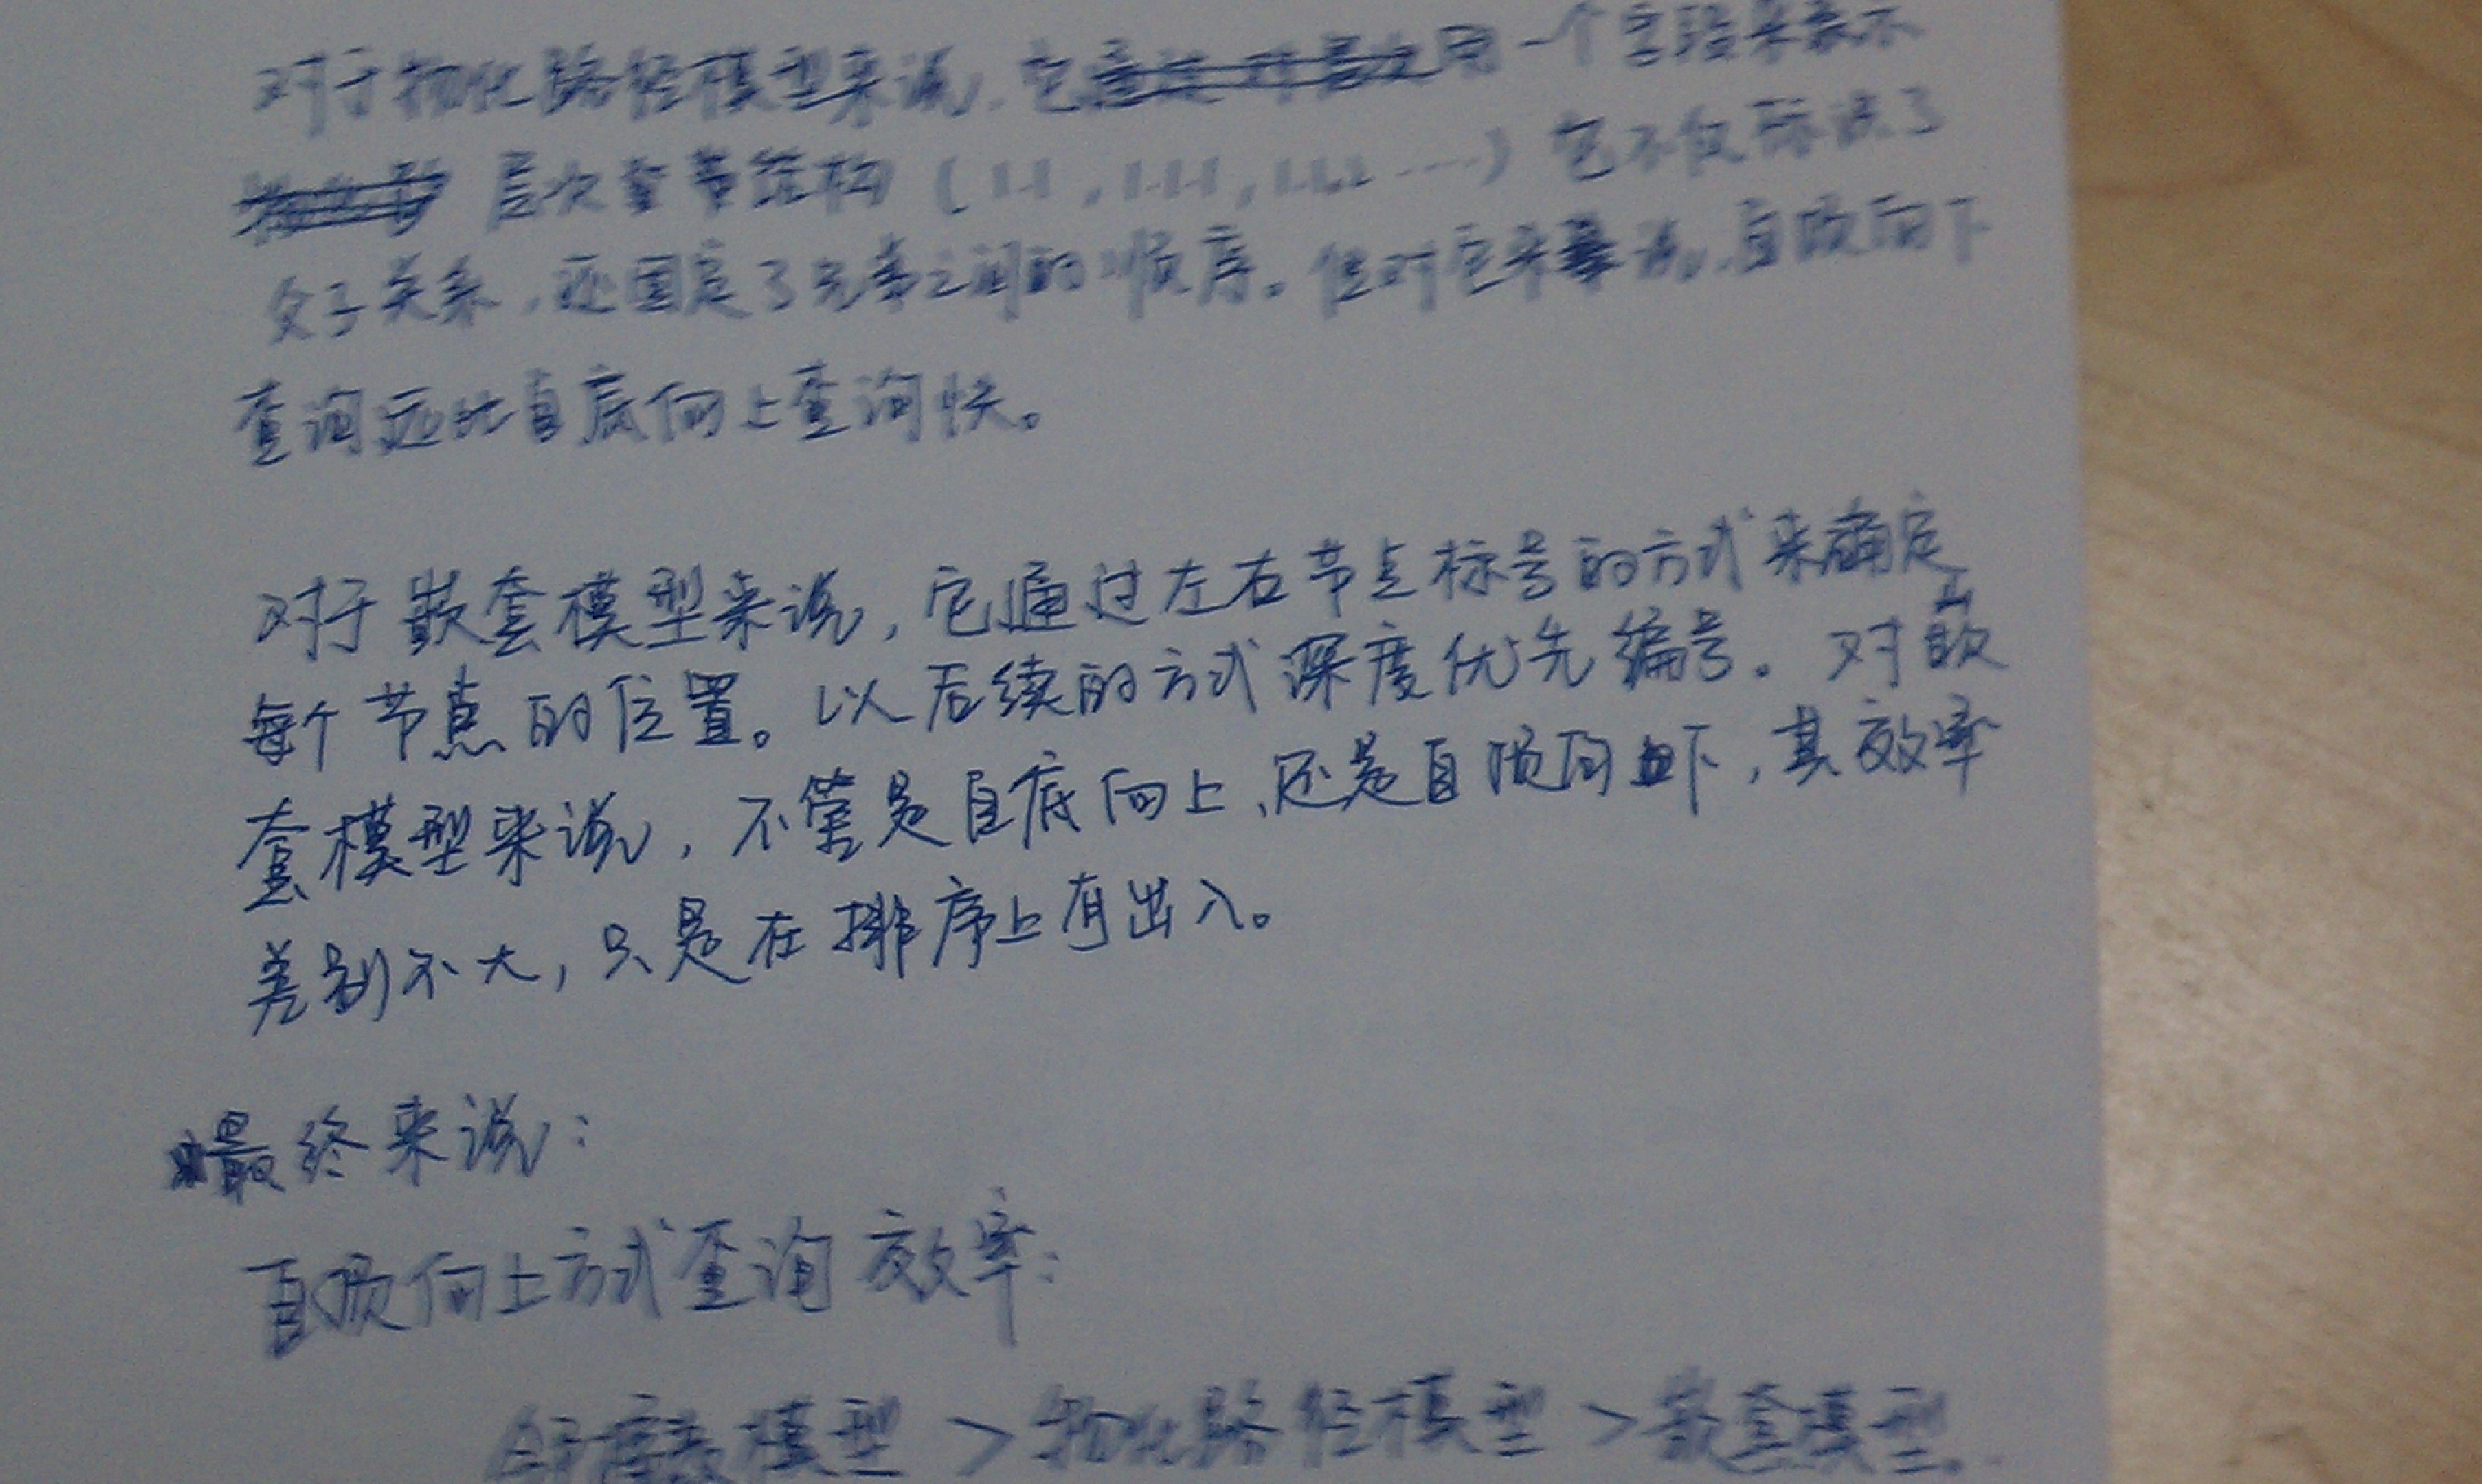 对于物化路径模型来说，它用一个字段来表示
层次章节结构（1.1，1.1.1，1.1.2……）它不仅标识了
父子关系，还固定了兄弟之间的顺序。但对它来说，自顶向下
查询远比自底向上查询快。
对于嵌套模型来说，它通过左右节点标号的方式来确定
每个节点的位置。以后续的方式深度优先编号。对嵌
套模型来说，不管是自底向上，还是自顶向下，其效率
差别不大，只是在排序上有出入。
最终来说：
自顶向上方式查询效率：
模型 > 物化路径模型 > 嵌套模型。